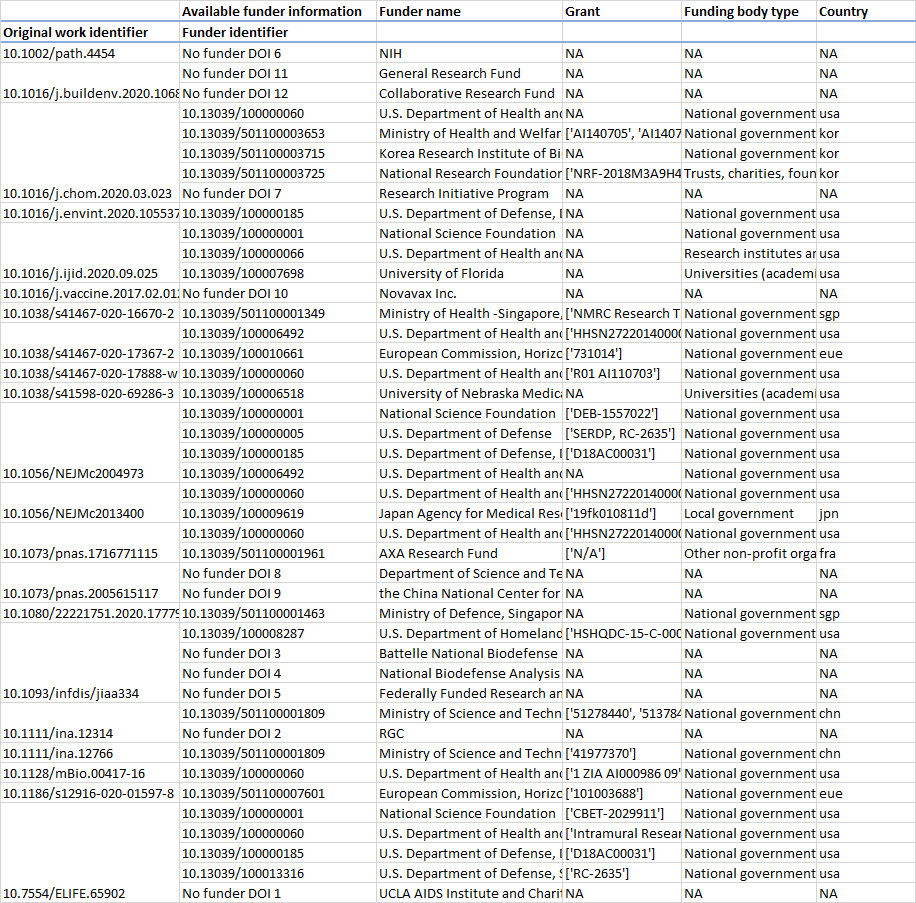 Available funder information Funder name Grant Funding body type Country
Original work identifier Funder identifier
10.1002/path.4454 No funder DOI 6 NIH NA NA NA
No funder DOI 11 General Research Fund NA NA NA
10.1016/j.buildenv.2020.1068 No funder DOI 12 Collaborative Research Fund NA NA NA
10.13039/100000060 U.S. Department of Health and NA National government usa
10.13039/501100003653 Ministry of Health and Welfar ['AI140705', 'AI1407 National government kor
10.13039/501100003715 Korea Research Institute of Bi NA National government kor
10.13039/501100003725 National Research Foundation ['NRF-2018M3A9H4 Trusts, charities, foun kor
10.1016/j.chom.2020.03.023 No funder DOI 7 Research Initiative Program NA NA NA
10.1016/j.envint.2020.105537 10.13039/100000185 U.S. Department of Defense, NA National government usa
10.13039/100000001 National Science Foundation NA National government usa
10.13039/100000066 U.S. Department of Health and NA Research institutes ar usa
10.1016/j.ijid.2020.09.025 10.13039/100007698 University of Florida NA Universities (academi usa
10.1016/j.vaccine.2017.02.012 No funder DOI 10 Novavax Inc. NA NA NA
10.1038/s41467-020-16670-2 10.13039/501100001349 Ministry of Health -Singapore, ['NMRC Research T National government sgp
10.13039/100006492 U.S. Department of Health and ['HHSN27220140000 National government usa
10.1038/s41467-020-17367-2 10.13039/100010661 European Commission, Horizo ['731014'] National government eue
10.1038/s41467-020-17888-w 10.13039/100000060 U.S. Department of Health and ['R01 AI110703'] National government usa
10.1038/s41598-020-69286-3 10.13039/100006518 University of Nebraska Medica NA Universities (academi usa
10.13039/100000001 National Science Foundation ['DEB-1557022'] National government usa
10.13039/100000005 U.S. Department of Defense ['SERDP, RC-2635'] National government usa
10.13039/100000185 U.S. Department of Defense, ['D18AC00031'] National government usa
10.1056/NEJMc2004973 10.13039/100006492 U.S. Department of Health and NA National government usa
10.13039/100000060 U.S. Department of Health and ['HHSN27220140000 National government usa
10.1056/NEJMc2013400 10.13039/100009619 Japan Agency for Medical Rese ['19fk010811d'] Local government jpn
10.13039/100000060 U.S. Department of Health and ['HHSN27220140000 National government usa
10.1073/pnas.1716771115 10.13039/501100001961 AXA Research Fund ['N/A'] Other non-profit orga fra
No funder DOI 8 Department of Science and Te NA NA NA
10.1073/pnas.2005615117 No funder DOI 9 the China National Center for NA NA NA
10.1080/22221751.2020.17779 10.13039/501100001463 Ministry of Defence, Singapor NA National government sgp
10.13039/100008287 U.S. Department of Homeland ['HSHQDC-15-C-000 National government usa
No funder DOI 3 Battelle National Biodefense NA NA NA
No funder DOI 4 National Biodefense Analysis NA NA NA
10.1093/infdis/jiaa334 No funder DOI 5 Federally Funded Research an NA NA NA
10.13039/501100001809 Ministry of Science and Techn ['51278440', '513784 National government chn
10.1111/ina.12314 No funder DOI 2 RGC NA NA NA
10.1111/ina.12766 10.13039/501100001809 Ministry of Science and Techn ['41977370'] National government chn
10.1128/mBio.00417-16 10.13039/100000060 U.S. Department of Health and ['1 ZIA AI000986 09' National government usa
10.1186/s12916-020-01597-8 10.13039/501100007601 European Commission, Horizo ['101003688'] National government eue
10.13039/100000001 National Science Foundation ['CBET-2029911'] National government usa
10.13039/100000060 U.S. Department of Health and ['Intramural Resear National government usa
10.13039/100000185 U.S. Department of Defense, ['D18AC00031'] National government usa
10.13039/100013316 U.S. Department of Defense, S ['RC-2635'] National government usa
10.7554/ELIFE.65902 No funder DOI 1 UCLA AIDS Institute and Charit NA NA NA